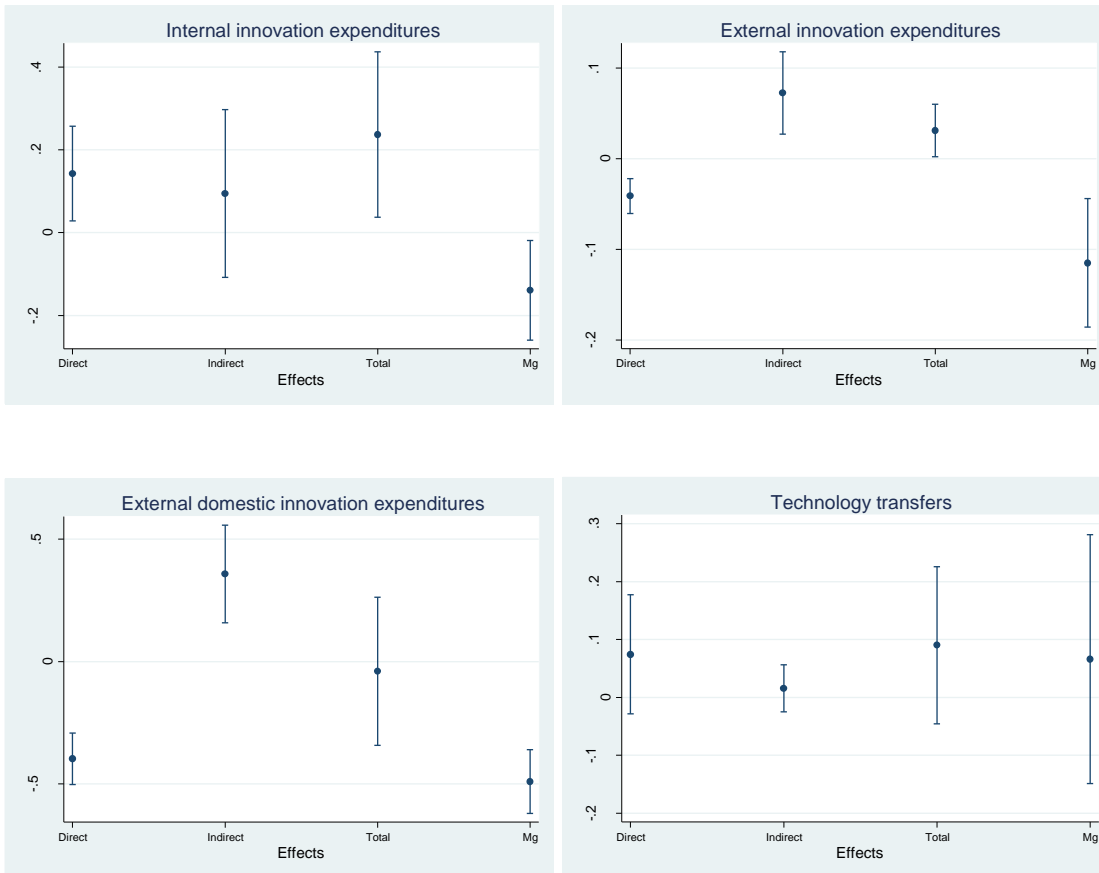 Internal innovation expenditures
.4
.2
0
-.2
Direct Indirect Total Mg
Effects
External innovation expenditures
.1
0
-.1
-.2
Direct Indirect Total Mg
Effects
External domestic innovation expenditures
.5
0
-.5
Direct Indirect Total Mg
Effects
Technology transfers
.3
.2
.1
0
-.1
-.2
Direct Indirect Total Mg
Effects